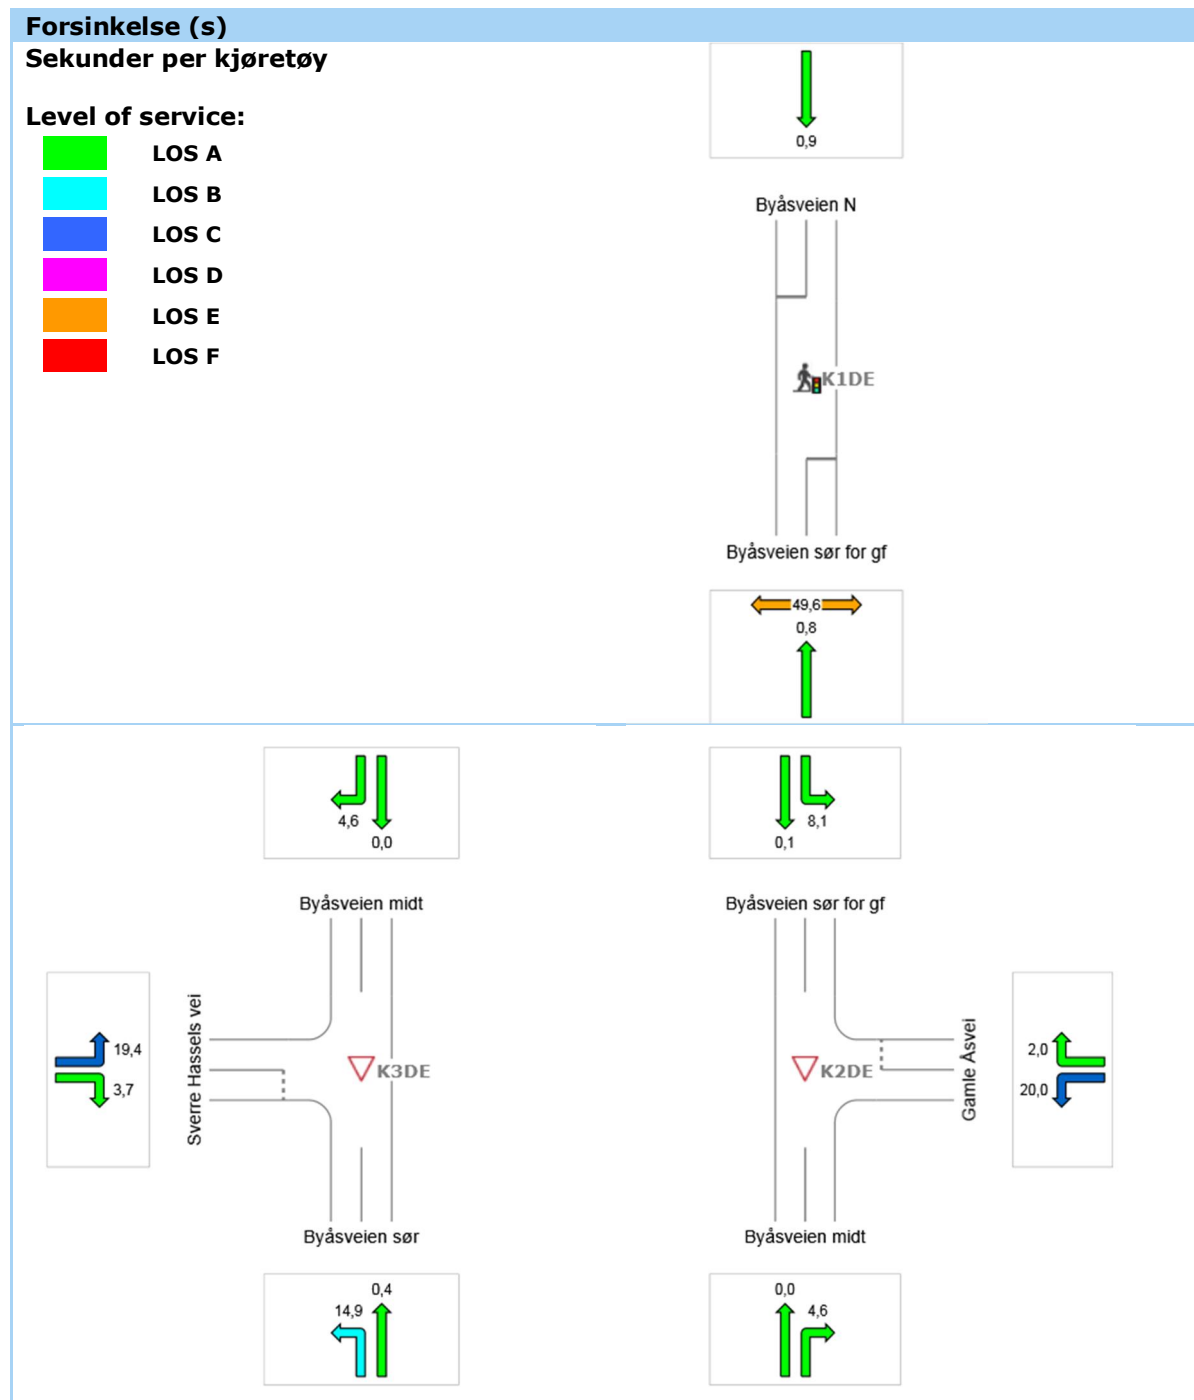 Forsinkelse (s)
Sekunder per kjøretøy
Level of service:
LOS A
LOS B
LOS C
LOS D
LOS E
LOS F
0,9
Byåsveien N
K1DE
Byåsveien sør for gf
49,6
0,8
4,6
0,0
Byåsveien midt
Sverre Hassels vei
19,4
3,7
K3DE
Byåsveien sør
0,4
14,9
0,1
8,1
Byåsveien sør for gf
K2DE
Gamle Åsvei
2,0
20,0
Byåsveien midt
0,0
4,6